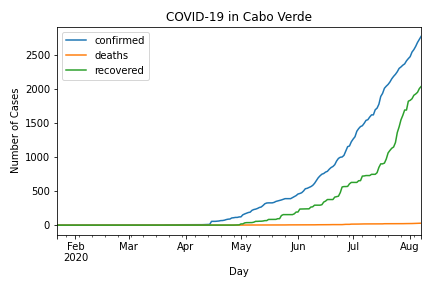 COVID-19 in Cabo Verde
confirmed
deaths
recovered
Number of Cases
2500
2000
1500
1000
500
0
Feb Mar Apr May Jun Jul Aug
2020
Day